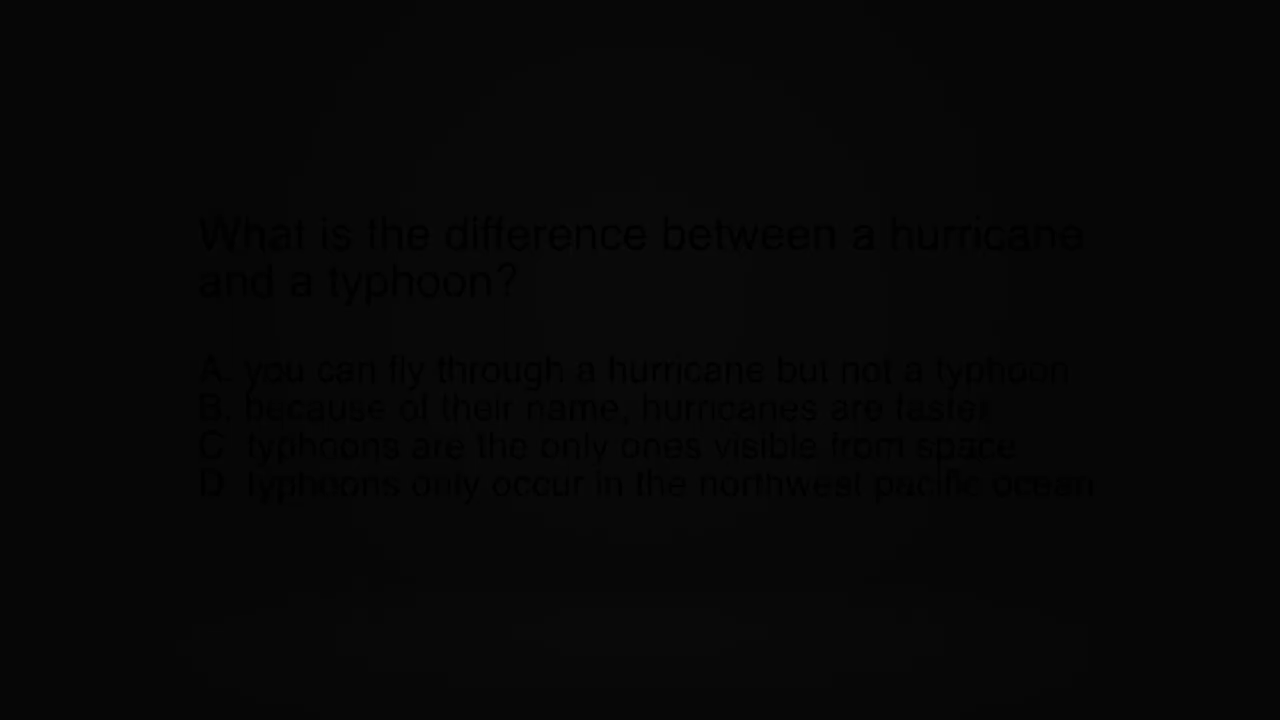 What is the difference between a hurricane
and a typhoon?
A. you can fly through a hurricane but not a typhoon
B. because of their name, hurricanes are faster
C. typhoons are the only ones visible from space
D. typhoons only occur in the northwest pacific ocean